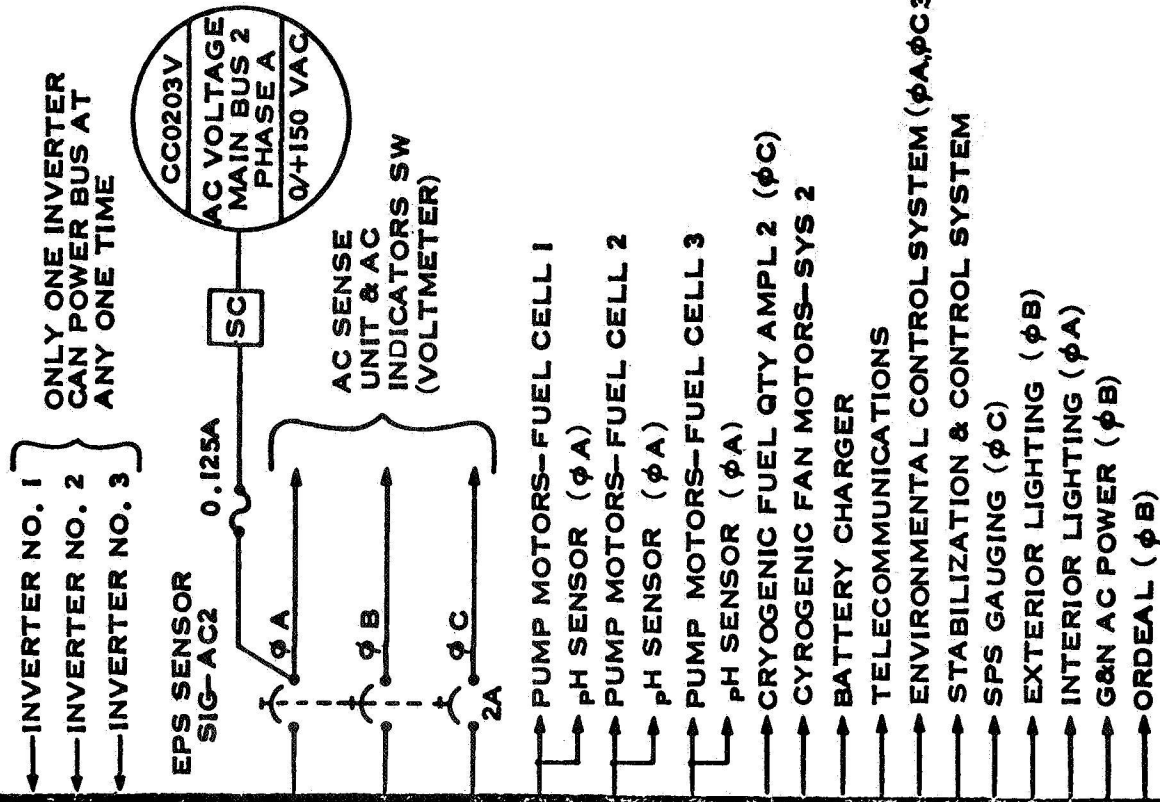 INVERTER NO. 1
INVERTER NO. 2
INVERTER NO. 3
ONLY ONE INVERTER
CAN POWER BUS AT
ANY ONE TIME
EPS SENSOR
SIG-AC2
0.125A
SC
CC0203V
AC VOLTAGE
MAIN BUS 2
PHASE A
0/+150 VAC
ϕA
ϕB
ϕC
2A
AC SENSE
UNIT & AC
INDICATORS SW
(VOLTMETER)
PUMP MOTORS-FUEL CELL 1
pH SENSOR (ϕA)
PUMP MOTORS-FUEL CELL 2
pH SENSOR (ϕA)
PUMP MOTORS-FUEL CELL 3
pH SENSOR (ϕA)
CRYOGENIC FUEL QTY AMPL 2 (ϕC)
CYROGENIC FAN MOTORS-SYS 2
BATTERY CHARGER
TELECOMMUNICATIONS
ENVIRONMENTAL CONTROL SYSTEM (ϕA,ϕC
STABILIZATION & CONTROL SYSTEM
SPS GAUGING (ϕC)
EXTERIOR LIGHTING (ϕB)
INTERIOR LIGHTING (ϕA)
G&N AC POWER (ϕB)
ORDEAL (ϕB)